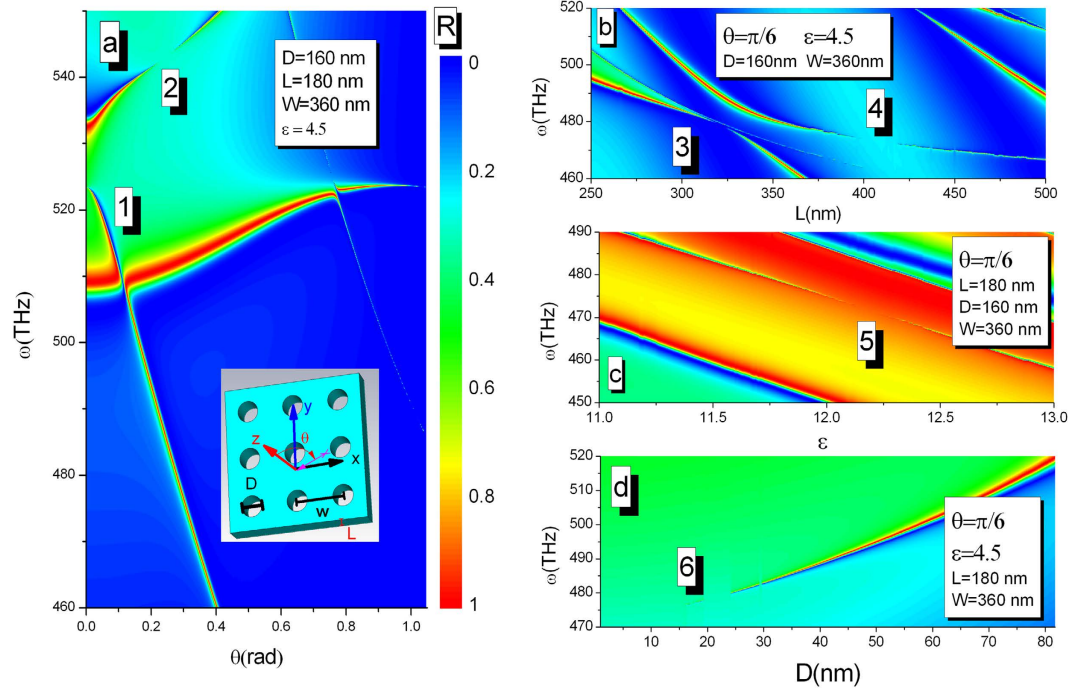 a
ω(THz)
540
520
500
480
460
0.0
0.2
0.4
0.6
0.8
1.0
θ(rad)
1
2
D=160 nm
L=180 nm
W=360 nm
ε = 4.5
y
z
θ
x
D
w
L
R
0
0.2
0.4
0.6
0.8
1
b
ω(THz)
520
500
480
460
250
300
350
400
450
500
L(nm)
θ=π/6 ε=4.5
D=160nm W=360nm
3
4
c
ω(THz)
490
480
470
460
450
11.0
11.5
12.0
12.5
13.0
ε
θ=π/6
L=180 nm
D=160 nm
W=360 nm
5
d
ω(THz)
520
510
500
490
480
470
10
20
30
40
50
60
70
80
D(nm)
θ=π/6
ε=4.5
L=180 nm
W=360 nm
6